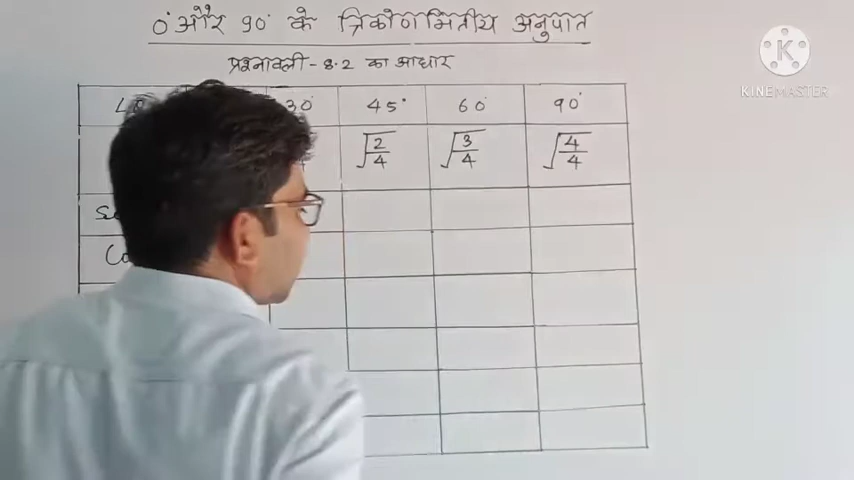 0° और 90° के त्रिकोणमितीय अनुपात
प्रश्नावली - 8.2 का आधार
30° 45° 60° 90°
√2/4 √3/4 √4/4
KINEMASTER